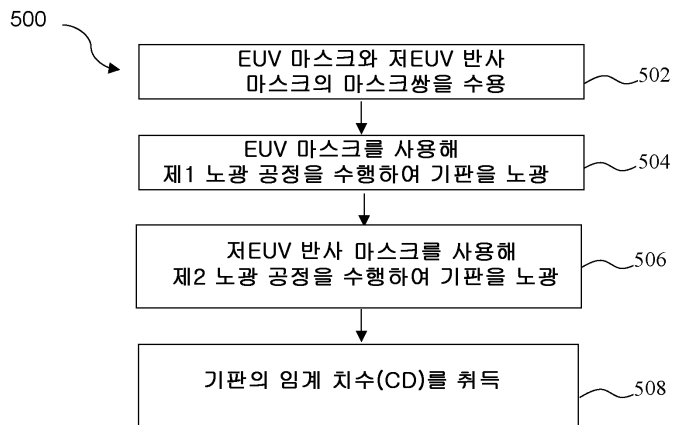 500
EUV 마스크와 저EUV 반사
마스크의 마스크쌍을 수용
502
EUV 마스크를 사용해
제1 노광 공정을 수행하여 기판을 노광
504
저EUV 반사 마스크를 사용해
제2 노광 공정을 수행하여 기판을 노광
506
기판의 임계 치수(CD)를 취득
508